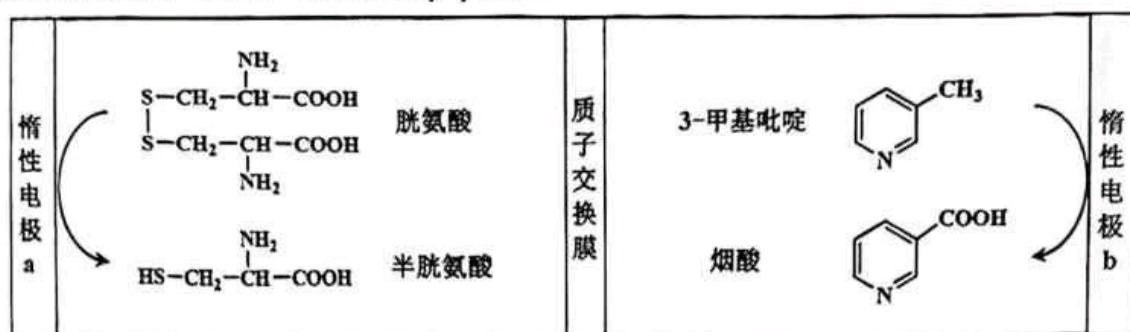 惰性电极a
NH₂
S-CH₂-CH-COOH
S-CH₂-CH-COOH
NH₂
胱氨酸
NH₂
HS-CH₂-CH-COOH
半胱氨酸
质子交换膜
3-甲基吡啶
CH₃
N
烟酸
COOH
N
惰性电极b